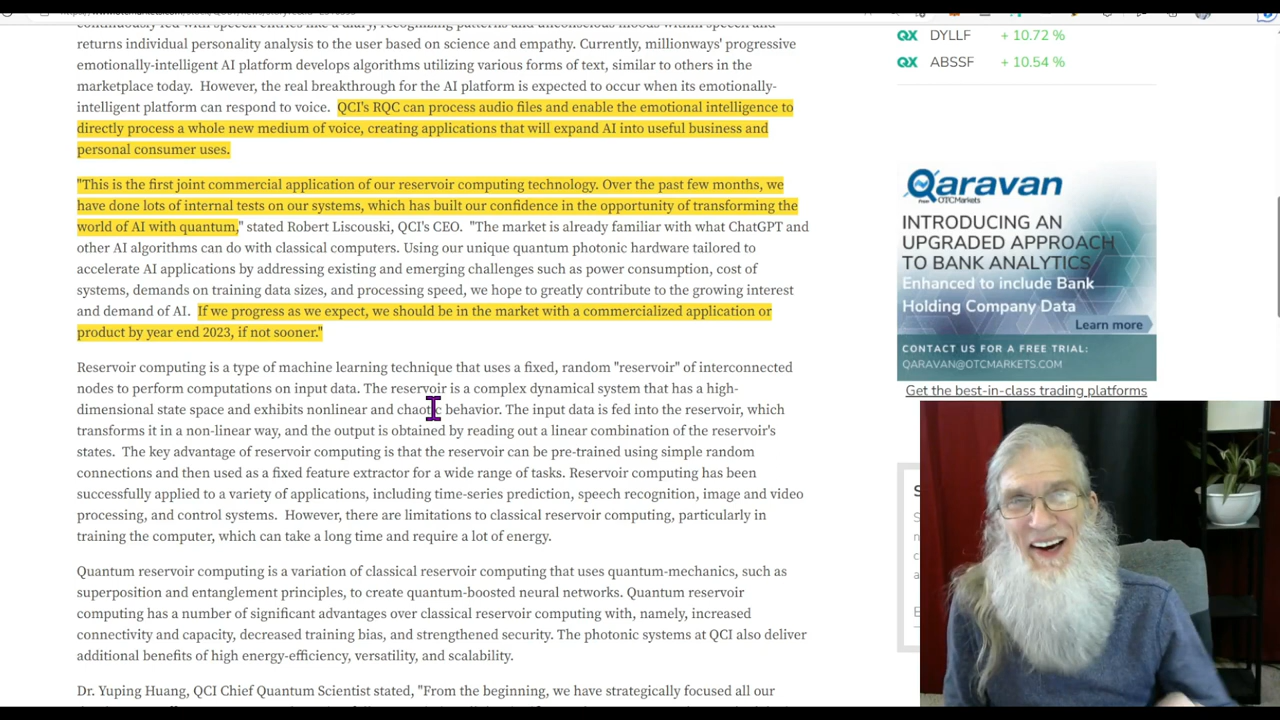 returns individual personality analysis to the user based on science and empathy. Currently, millionways' progressive
emotionally-intelligent AI platform develops algorithms utilizing various forms of text, similar to others in the
marketplace today. However, the real breakthrough for the AI platform is expected to occur when its emotionally-
intelligent platform can respond to voice. QCI's RQC can process audio files and enable the emotional intelligence to
directly process a whole new medium of voice, creating applications that will expand AI into useful business and
personal consumer uses.
"This is the first joint commercial application of our reservoir computing technology. Over the past few months, we
have done lots of internal tests on our systems, which has built our confidence in the opportunity of transforming the
world of AI with quantum," stated Robert Liscouski, QCI's CEO. "The market is already familiar with what ChatGPT and
other AI algorithms can do with classical computers. Using our unique quantum photonic hardware tailored to
accelerate AI applications by addressing existing and emerging challenges such as power consumption, cost of
systems, demands on training data sizes, and processing speed, we hope to greatly contribute to the growing interest
and demand of AI. If we progress as we expect, we should be in the market with a commercialized application or
product by year end 2023, if not sooner."
Reservoir computing is a type of machine learning technique that uses a fixed, random "reservoir" of interconnected
nodes to perform computations on input data. The reservoir is a complex dynamical system that has a high-
dimensional state space and exhibits nonlinear and chaotic behavior. The input data is fed into the reservoir, which
transforms it in a non-linear way, and the output is obtained by reading out a linear combination of the reservoir's
states. The key advantage of reservoir computing is that the reservoir can be pre-trained using simple random
connections and then used as a fixed feature extractor for a wide range of tasks. Reservoir computing has been
successfully applied to a variety of applications, including time-series prediction, speech recognition, image and video
processing, and control systems. However, there are limitations to classical reservoir computing, particularly in
training the computer, which can take a long time and require a lot of energy.
Quantum reservoir computing is a variation of classical reservoir computing that uses quantum-mechanics, such as
superposition and entanglement principles, to create quantum-boosted neural networks. Quantum reservoir
computing has a number of significant advantages over classical reservoir computing with, namely, increased
connectivity and capacity, decreased training bias, and strengthened security. The photonic systems at QCI also deliver
additional benefits of high energy-efficiency, versatility, and scalability.
Dr. Yuping Huang, QCI Chief Quantum Scientist stated, "From the beginning, we have strategically focused all our
QX DYLLF + 10.72 %
QX ABSSF + 10.54 %
Qaravan
From OTCMarkets
INTRODUCING AN
UPGRADED APPROACH
TO BANK ANALYTICS
Enhanced to include Bank
Holding Company Data
Learn more
CONTACT US FOR A FREE TRIAL:
QARAVAN@OTCMARKETS.COM
Get the best-in-class trading platforms